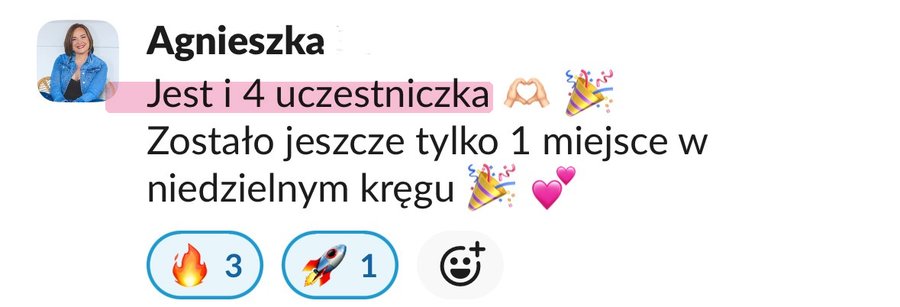 Agnieszka
Jest i 4 uczestniczka 🫶🏻 🎉
Zostało jeszcze tylko 1 miejsce w
niedzielnym kręgu 🎉 💕
🔥 3 🚀 1